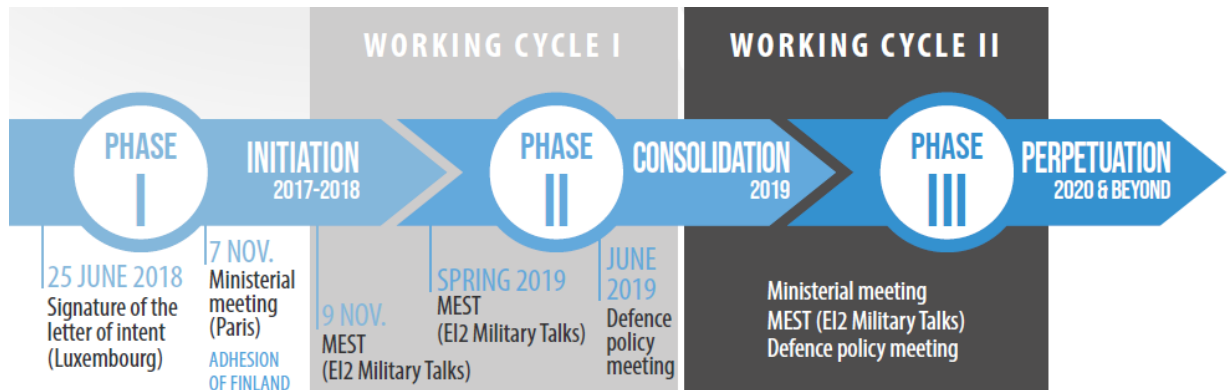 WORKING CYCLE I
WORKING CYCLE II
PHASE
I
INITIATION
2017-2018
PHASE
II
CONSOLIDATION
2019
PHASE
III
PERPETUATION
2020 & BEYOND
25 JUNE 2018
Signature of the
letter of intent
(Luxembourg)
7 NOV.
Ministerial
meeting
(Paris)
ADHESION
OF FINLAND
9 NOV.
MEST
(EI2 Military Talks)
SPRING 2019
MEST
(EI2 Military Talks)
JUNE
2019
Defence
policy
meeting
Ministerial meeting
MEST (EI2 Military Talks)
Defence policy meeting